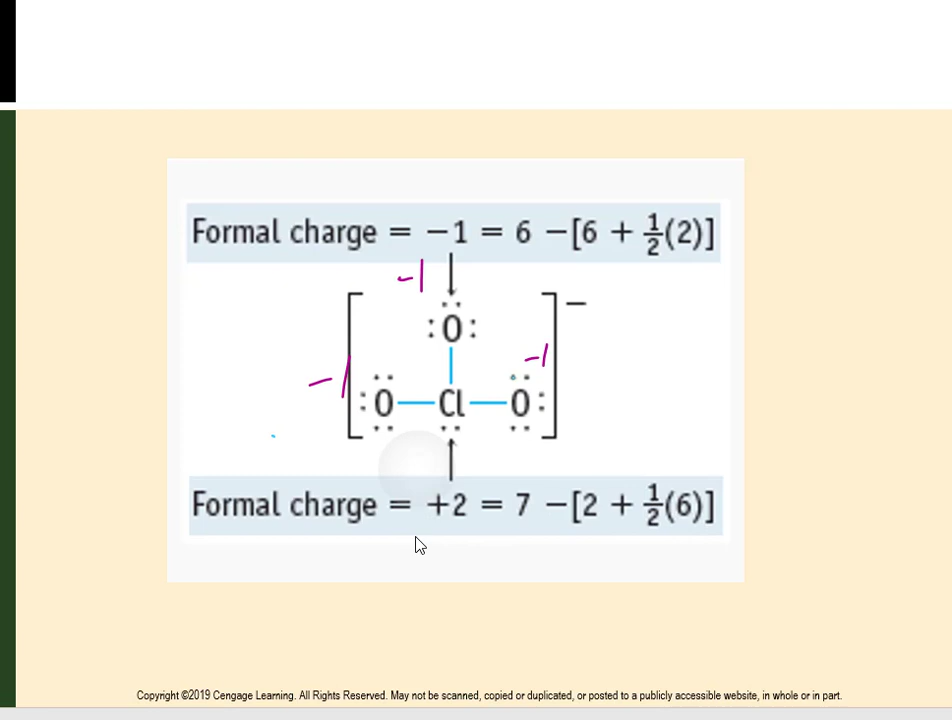 Formal charge = −1 = 6 −[6 + ½(2)]
-1
:O:
-1
-1
:O—Cl—O:
−
Formal charge = +2 = 7 −[2 + ½(6)]
Copyright ©2019 Cengage Learning. All Rights Reserved. May not be scanned, copied or duplicated, or posted to a publicly accessible website, in whole or in part.